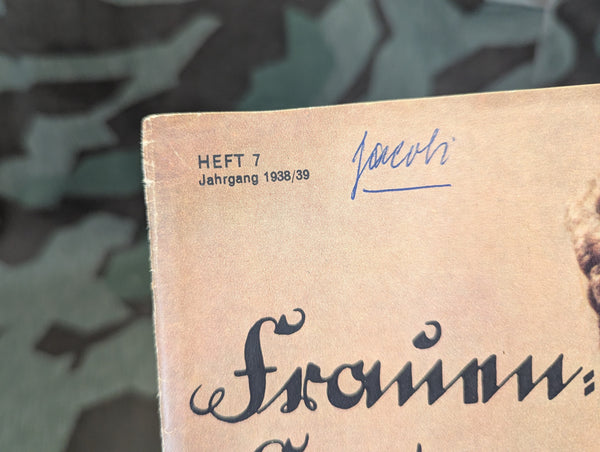 HEFT 7
Jahrgang 1938/39
Jacobi
Frauen=